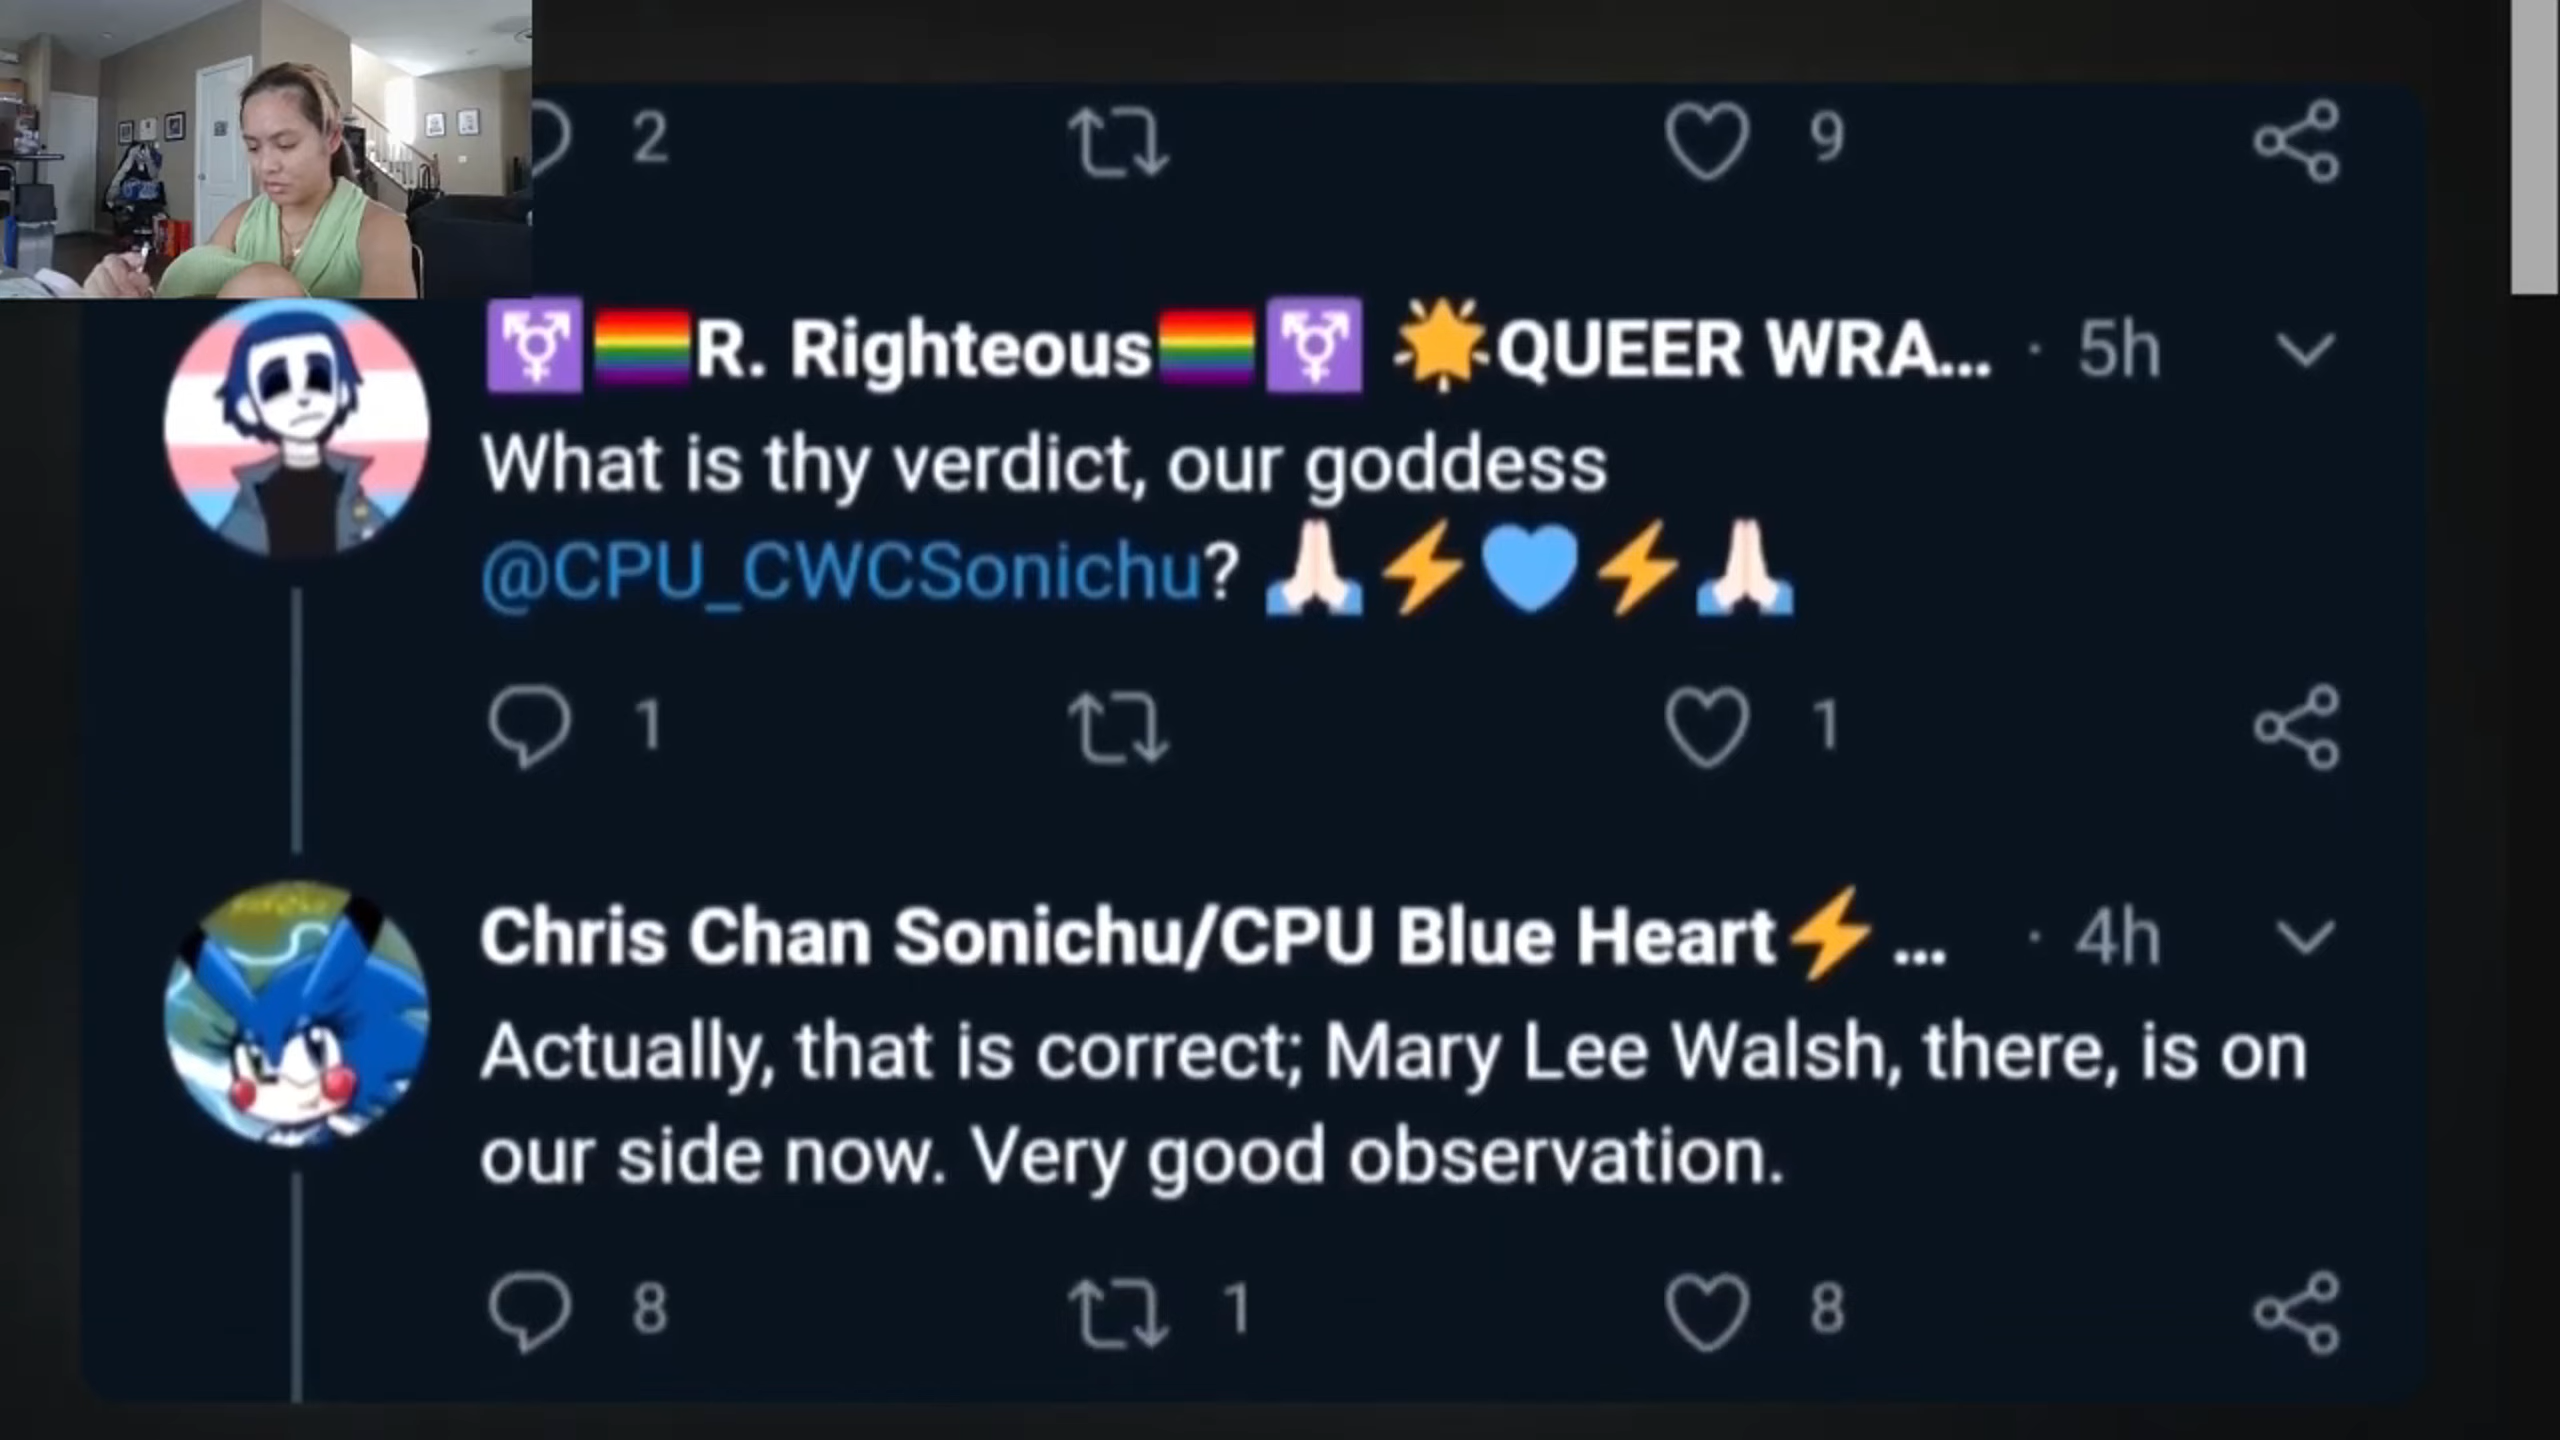 2 9
⚧️🏳️‍🌈R. Righteous🏳️‍🌈⚧️ 🌟QUEER WRA... · 5h
What is thy verdict, our goddess
@CPU_CWCSonichu? 🙏🏻⚡💙⚡🙏🏻
1 1
Chris Chan Sonichu/CPU Blue Heart⚡ ... · 4h
Actually, that is correct; Mary Lee Walsh, there, is on
our side now. Very good observation.
8 1 8